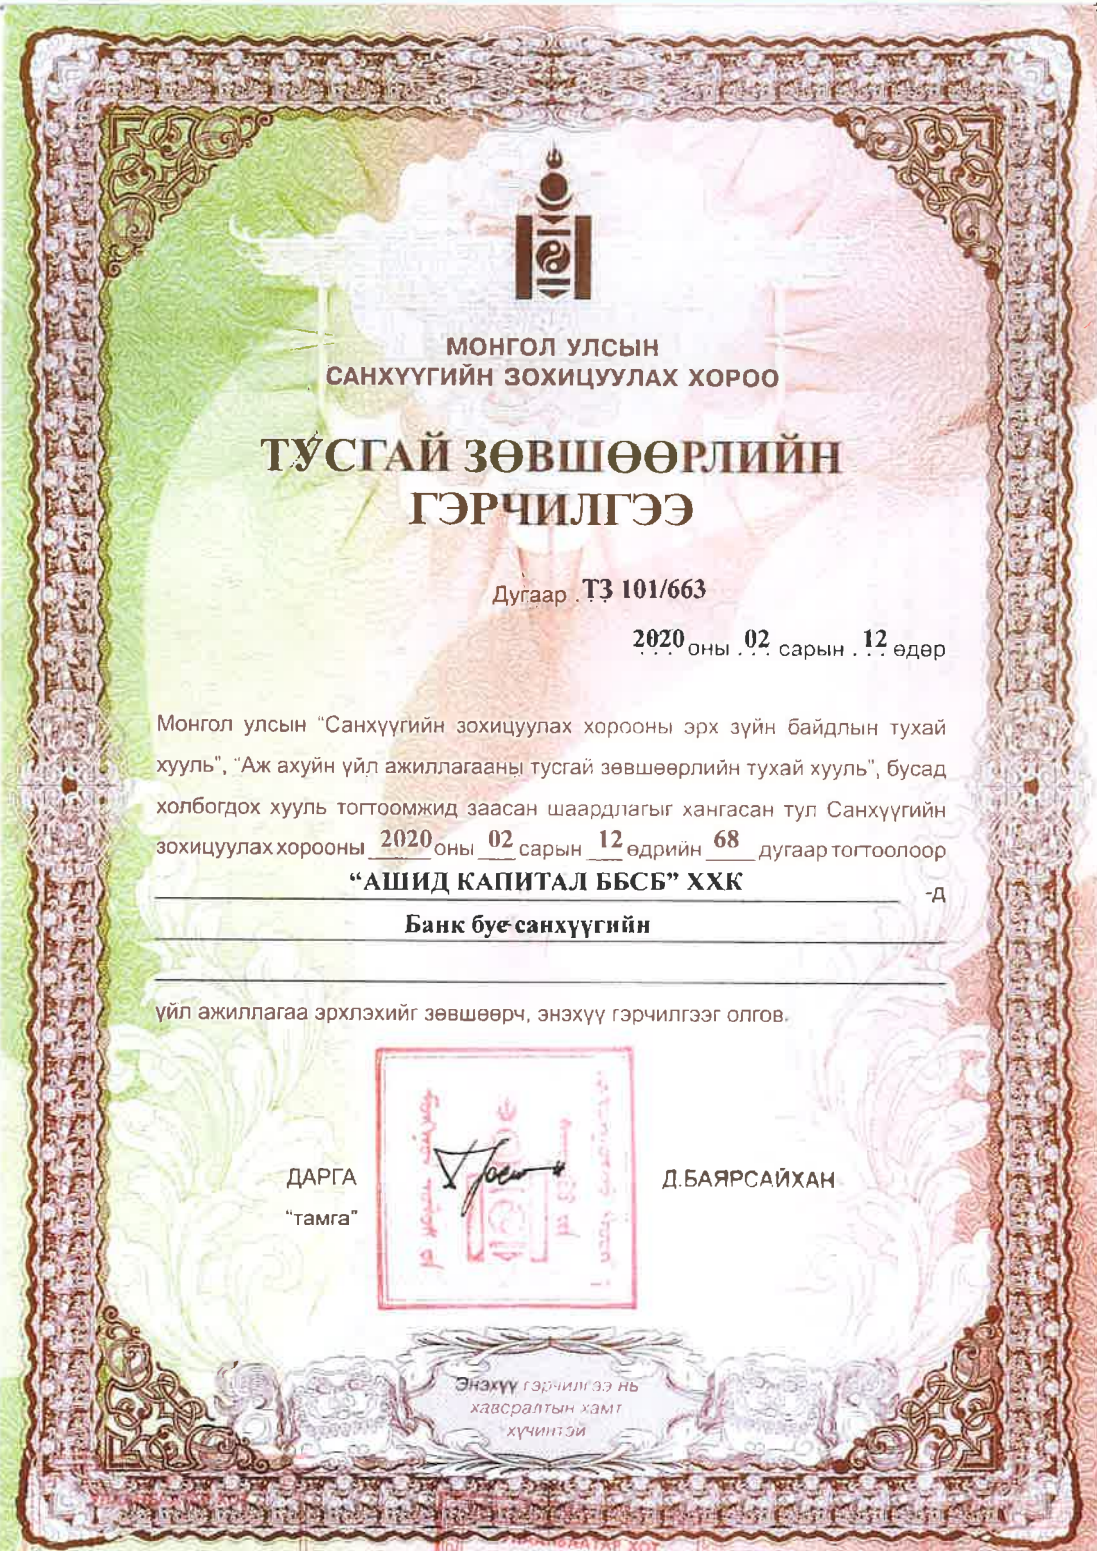 МОНГОЛ УЛСЫН
САНХҮҮГИЙН ЗОХИЦУУЛАХ ХОРОО
ТУСГАЙ ЗӨВШӨӨРЛИЙН
ГЭРЧИЛГЭЭ
Дугаар ТЗ 101/663
2020 оны 02 сарын 12 өдөр
Монгол улсын "Санхүүгийн зохицуулах хорооны эрх зүйн байдлын тухай
хууль", "Аж ахуйн үйл ажиллагааны тусгай зөвшөөрлийн тухай хууль", бусад
холбогдох хууль тогтоомжид заасан шаардлагыг хангасан тул Санхүүгийн
зохицуулах хорооны 2020 оны 02 сарын 12 өдрийн 68 дугаар тогтоолоор
“АШИД КАПИТАЛ ББСБ” ХХК -д
Банк бус санхүүгийн
үйл ажиллагаа эрхлэхийг зөвшөөрч, энэхүү гэрчилгээг олгов.
ДАРГА Д.БАЯРСАЙХАН
"тамга"
Энэхүү гэрчилгээ нь
хавсралтын хамт
хүчинтэй